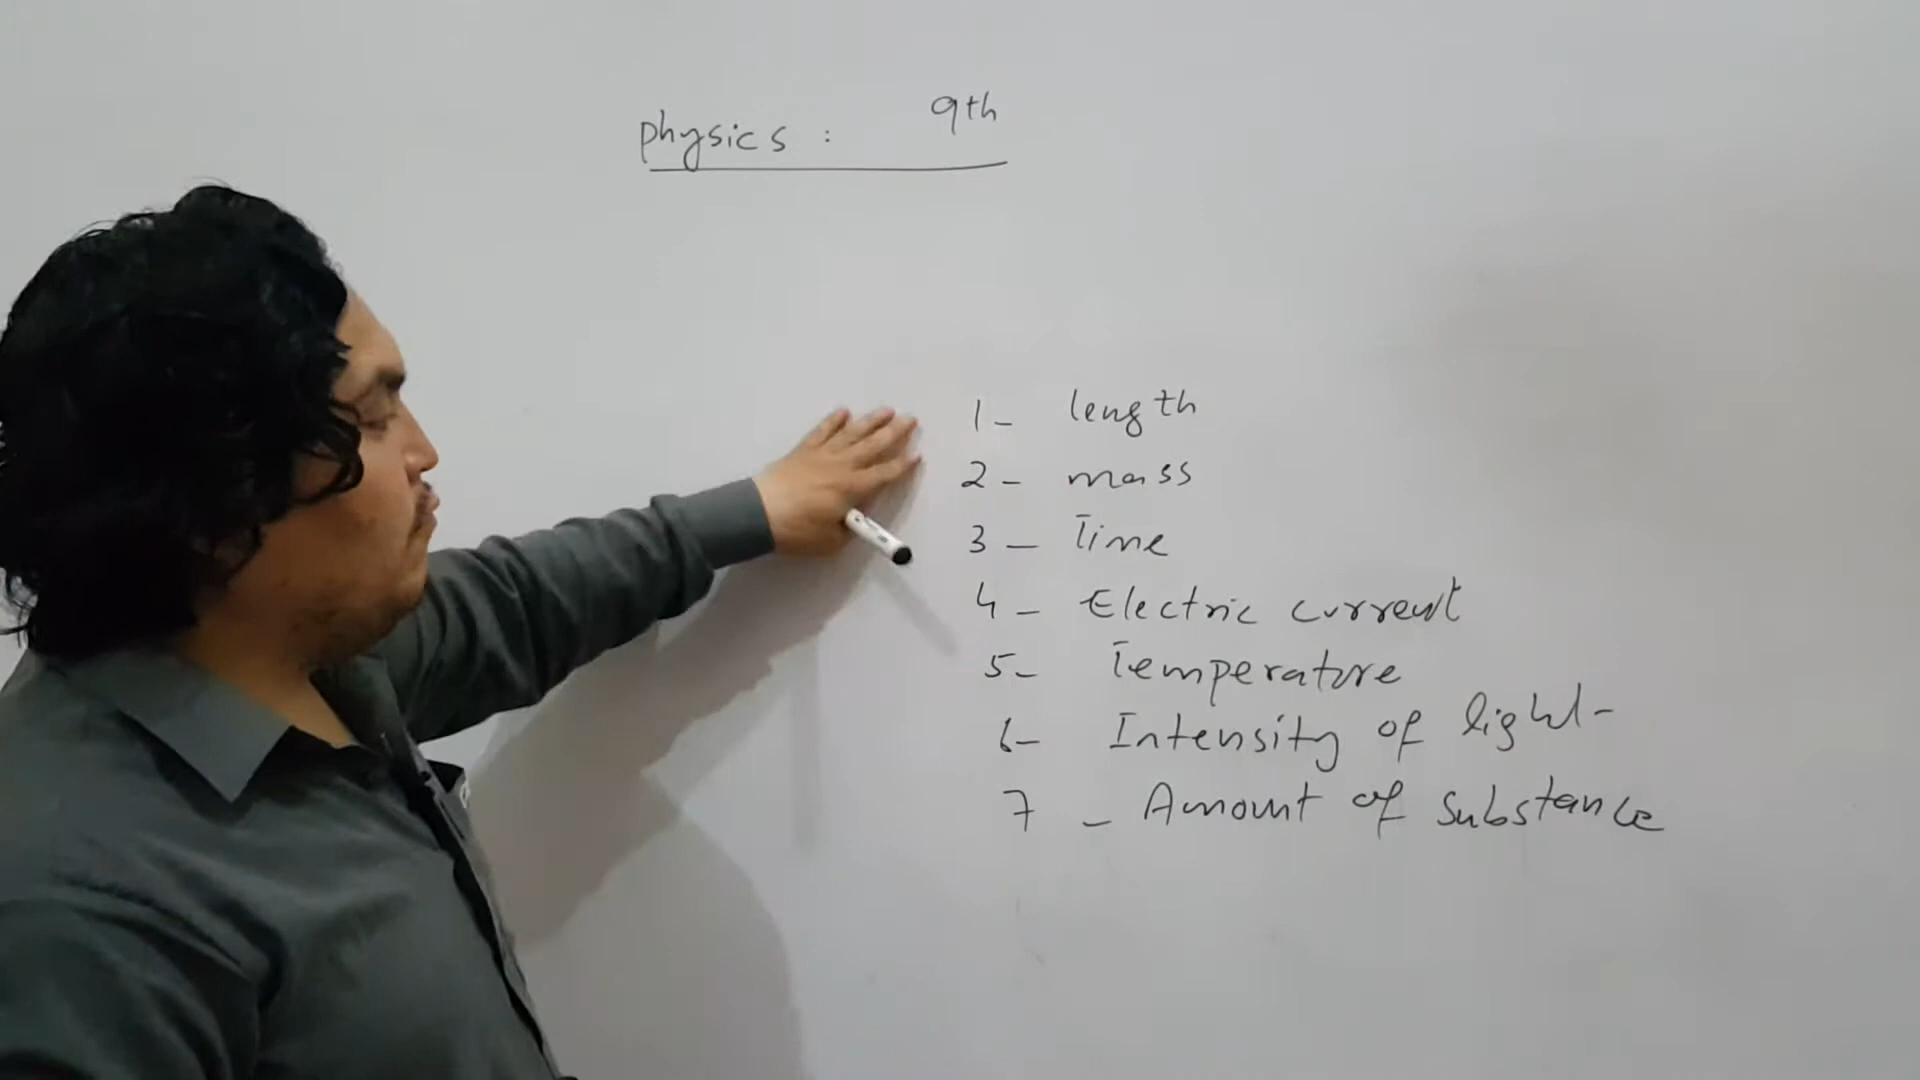 physics : 9th
1- length
2- mass
3- Time
4- Electric current
5- Temperature
6- Intensity of light-
7- Amount of substance